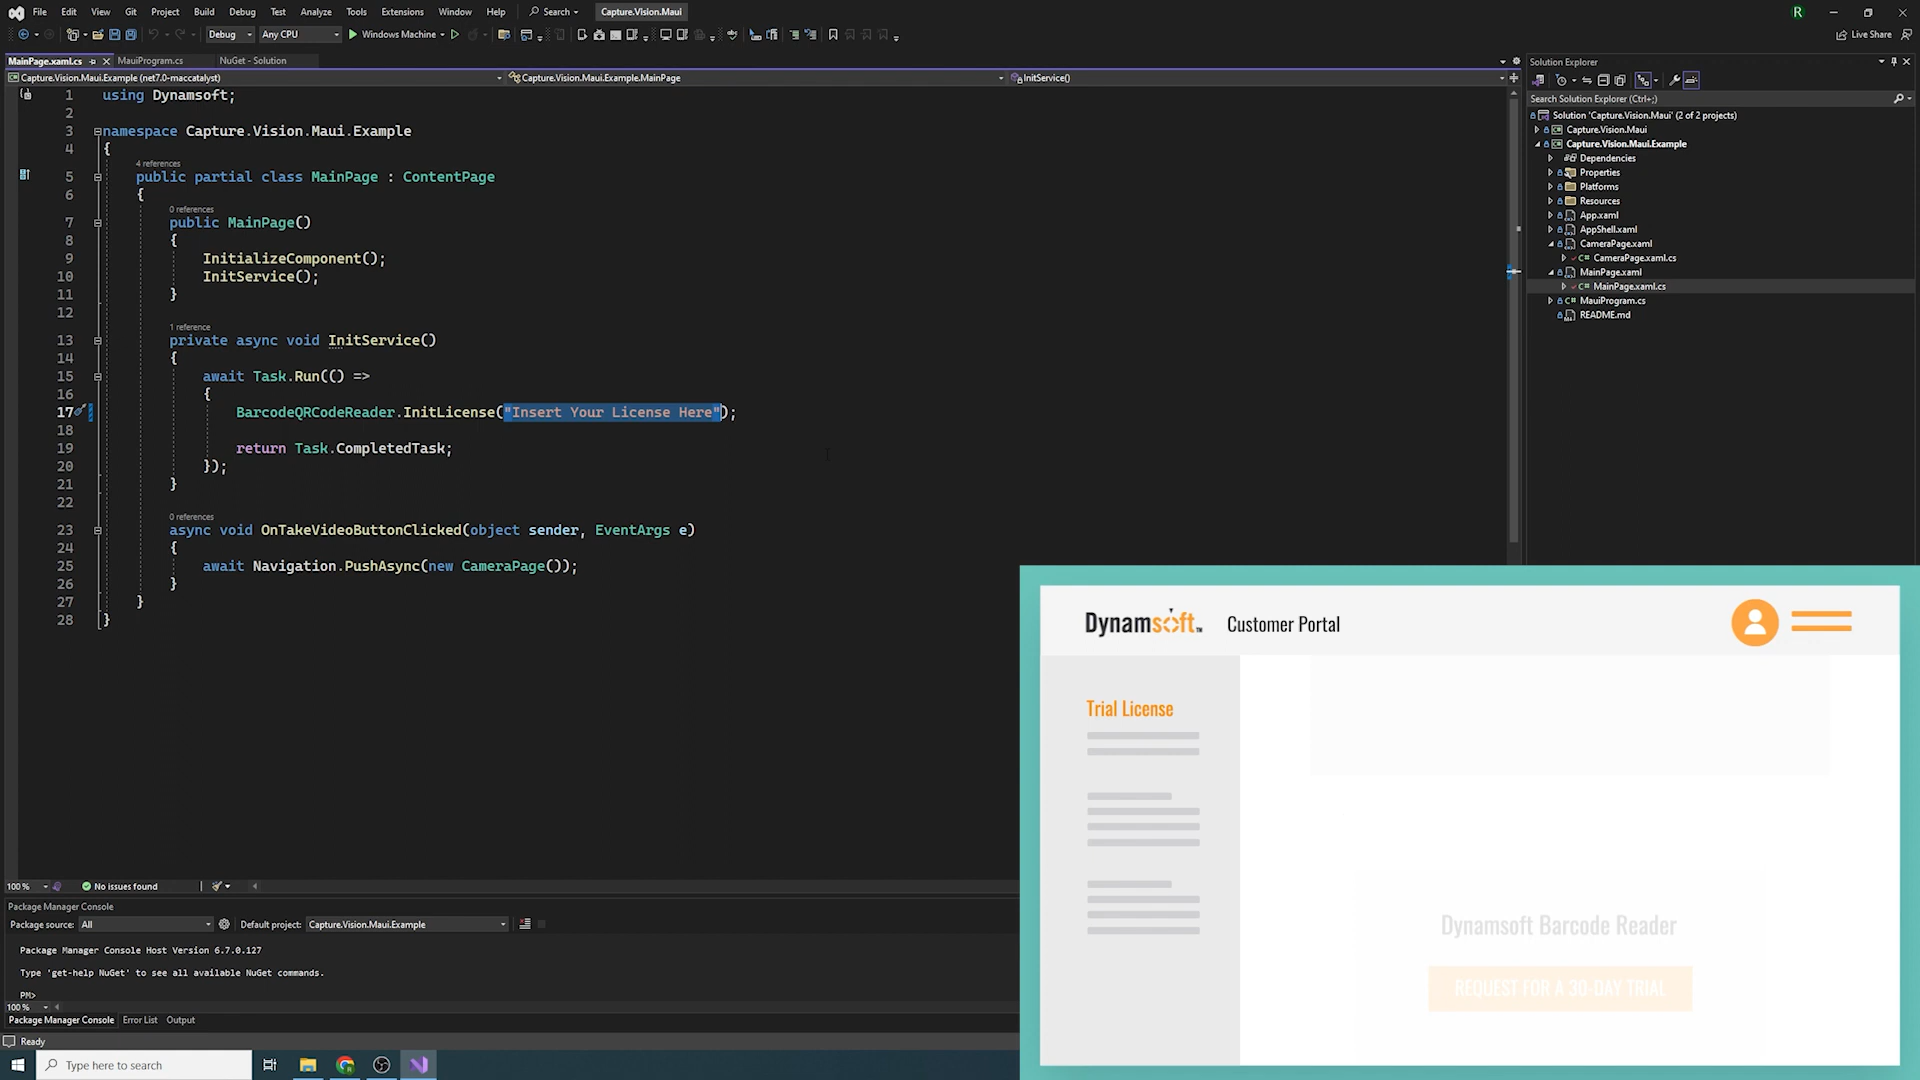 File Edit View Git Project Build Debug Test Analyze Tools Extensions Window Help Search Capture.Vision.Maui R
Debug Any CPU Windows Machine Live Share
MainPage.xaml.cs MauiProgram.cs NuGet - Solution
Capture.Vision.Maui.Example (net7.0-maccatalyst) Capture.Vision.Maui.Example.MainPage InitService()
1 using Dynamsoft;
2
3 namespace Capture.Vision.Maui.Example
4 {
4 references
5 public partial class MainPage : ContentPage
6 {
0 references
7 public MainPage()
8 {
9 InitializeComponent();
10 InitService();
11 }
12
1 reference
13 private async void InitService()
14 {
15 await Task.Run(() =>
16 {
17 BarcodeQRCodeReader.InitLicense("Insert Your License Here");
18
19 return Task.CompletedTask;
20 });
21 }
22
0 references
23 async void OnTakeVideoButtonClicked(object sender, EventArgs e)
24 {
25 await Navigation.PushAsync(new CameraPage());
26 }
27 }
28 }
100 % No issues found
Package Manager Console
Package source: All Default project: Capture.Vision.Maui.Example
Package Manager Console Host Version 6.7.0.127
Type 'get-help NuGet' to see all available NuGet commands.
PM>
100 %
Package Manager Console Error List Output
Ready
Type here to search
Solution Explorer
Search Solution Explorer (Ctrl+;)
Solution 'Capture.Vision.Maui' (2 of 2 projects)
Capture.Vision.Maui
Capture.Vision.Maui.Example
Dependencies
Properties
Platforms
Resources
App.xaml
AppShell.xaml
CameraPage.xaml
C# CameraPage.xaml.cs
MainPage.xaml
C# MainPage.xaml.cs
C# MauiProgram.cs
README.md
Dynamsoft TM Customer Portal
Trial License
Dynamsoft Barcode Reader
REQUEST FOR A 30-DAY TRIAL